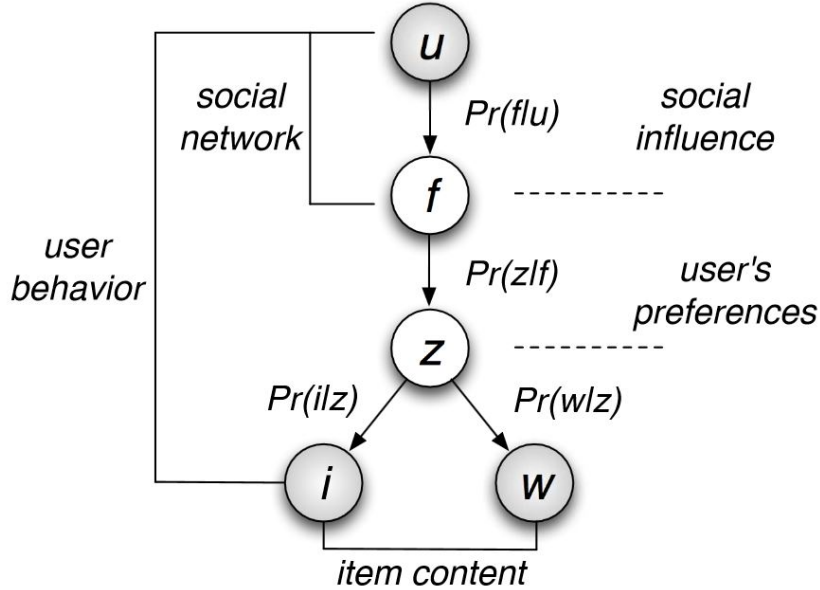 u
social
network
Pr(f|u)
social
influence
f
user
behavior
Pr(z|f)
user's
preferences
z
Pr(i|z)
Pr(w|z)
i
w
item content